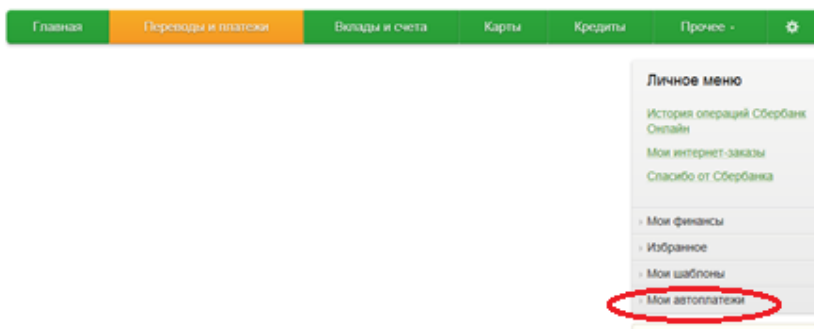 Главная Переводы и платежи Вклады и счета Карты Кредиты Прочее
Личное меню
История операций Сбербанк
Онлайн
Мои интернет-заказы
Спасибо от Сбербанка
Мои финансы
Избранное
Мои шаблоны
Мои автоплатежи